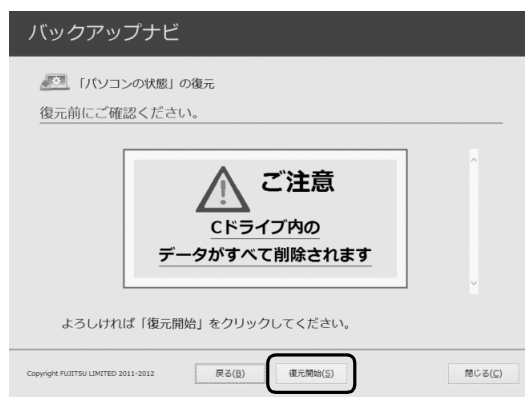 バックアップナビ
「パソコンの状態」の復元
復元前にご確認ください。
ご注意
Cドライブ内の
データがすべて削除されます
よろしければ「復元開始」をクリックしてください。
Copyright FUJITSU LIMITED 2011-2012
戻る(B)
復元開始(S)
閉じる(C)